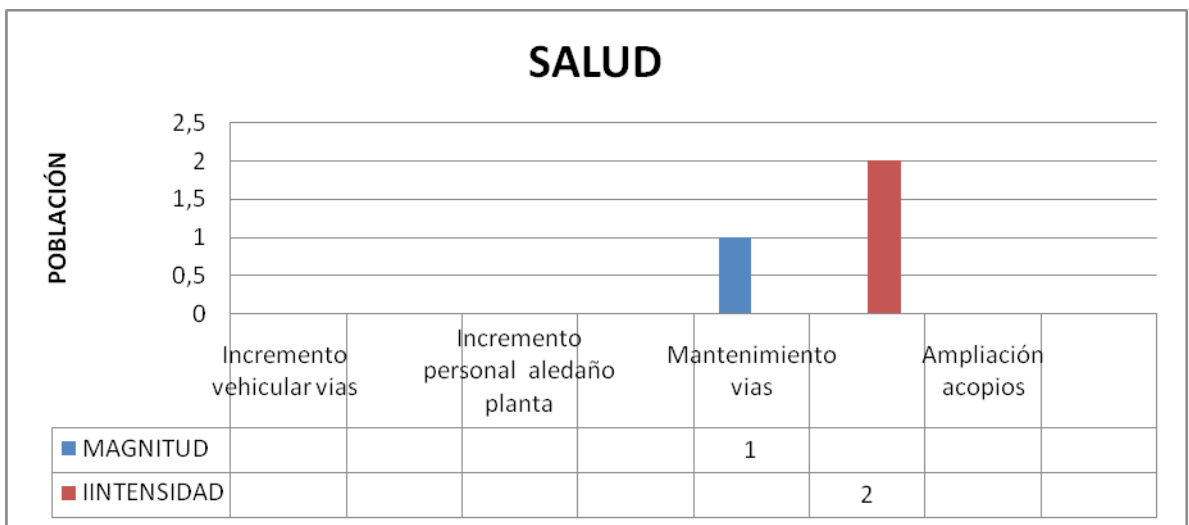 SALUD
POBLACIÓN
2,5
2
1,5
1
0,5
0
Incremento
vehicular vias
Incremento
personal aledaño
planta
Mantenimiento
vias
Ampliación
acopios
MAGNITUD 1
IINTENSIDAD 2